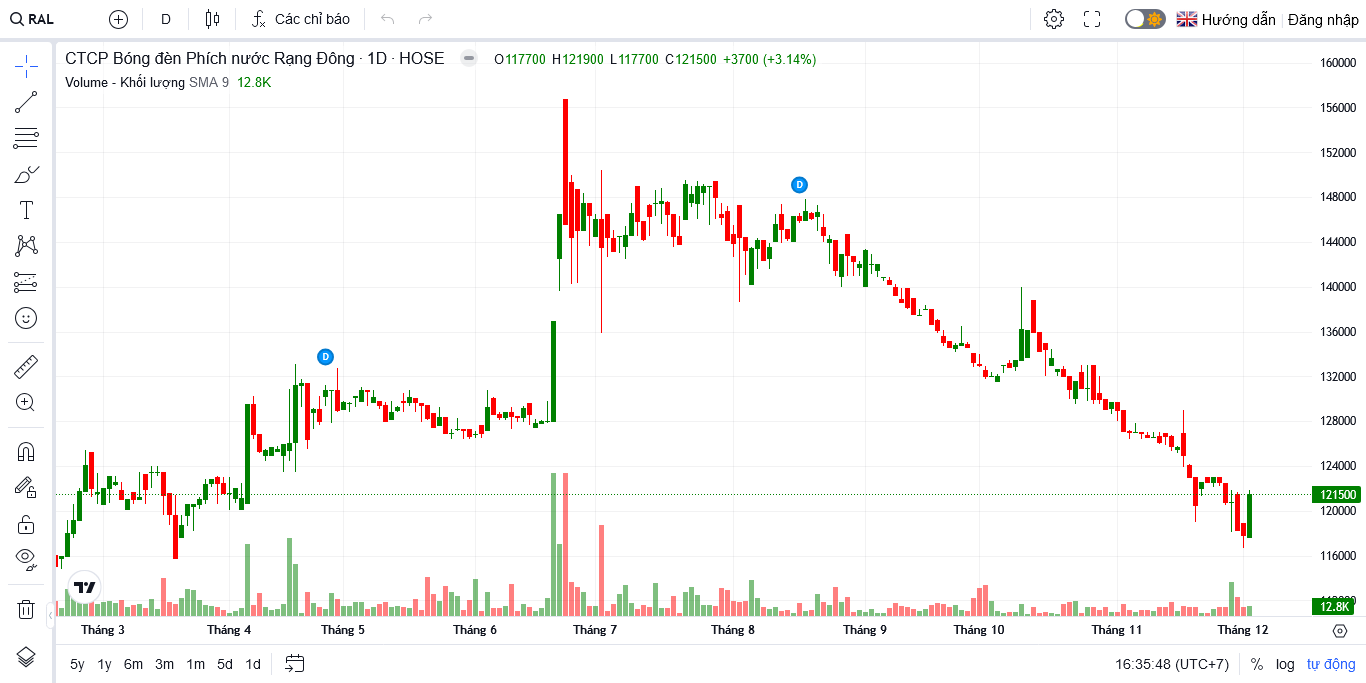 RAL D Các chỉ báo Hướng dẫn Đăng nhập
CTCP Bóng đèn Phích nước Rạng Đông · 1D · HOSE O117700 H121900 L117700 C121500 +3700 (+3.14%)
Volume - Khối lượng SMA 9 12.8K
160000
156000
152000
148000
144000
140000
136000
132000
128000
124000
121500
120000
116000
12.8K
D
D
Tháng 3 Tháng 4 Tháng 5 Tháng 6 Tháng 7 Tháng 8 Tháng 9 Tháng 10 Tháng 11 Tháng 12
5y 1y 6m 3m 1m 5d 1d 16:35:48 (UTC+7) % log tự động